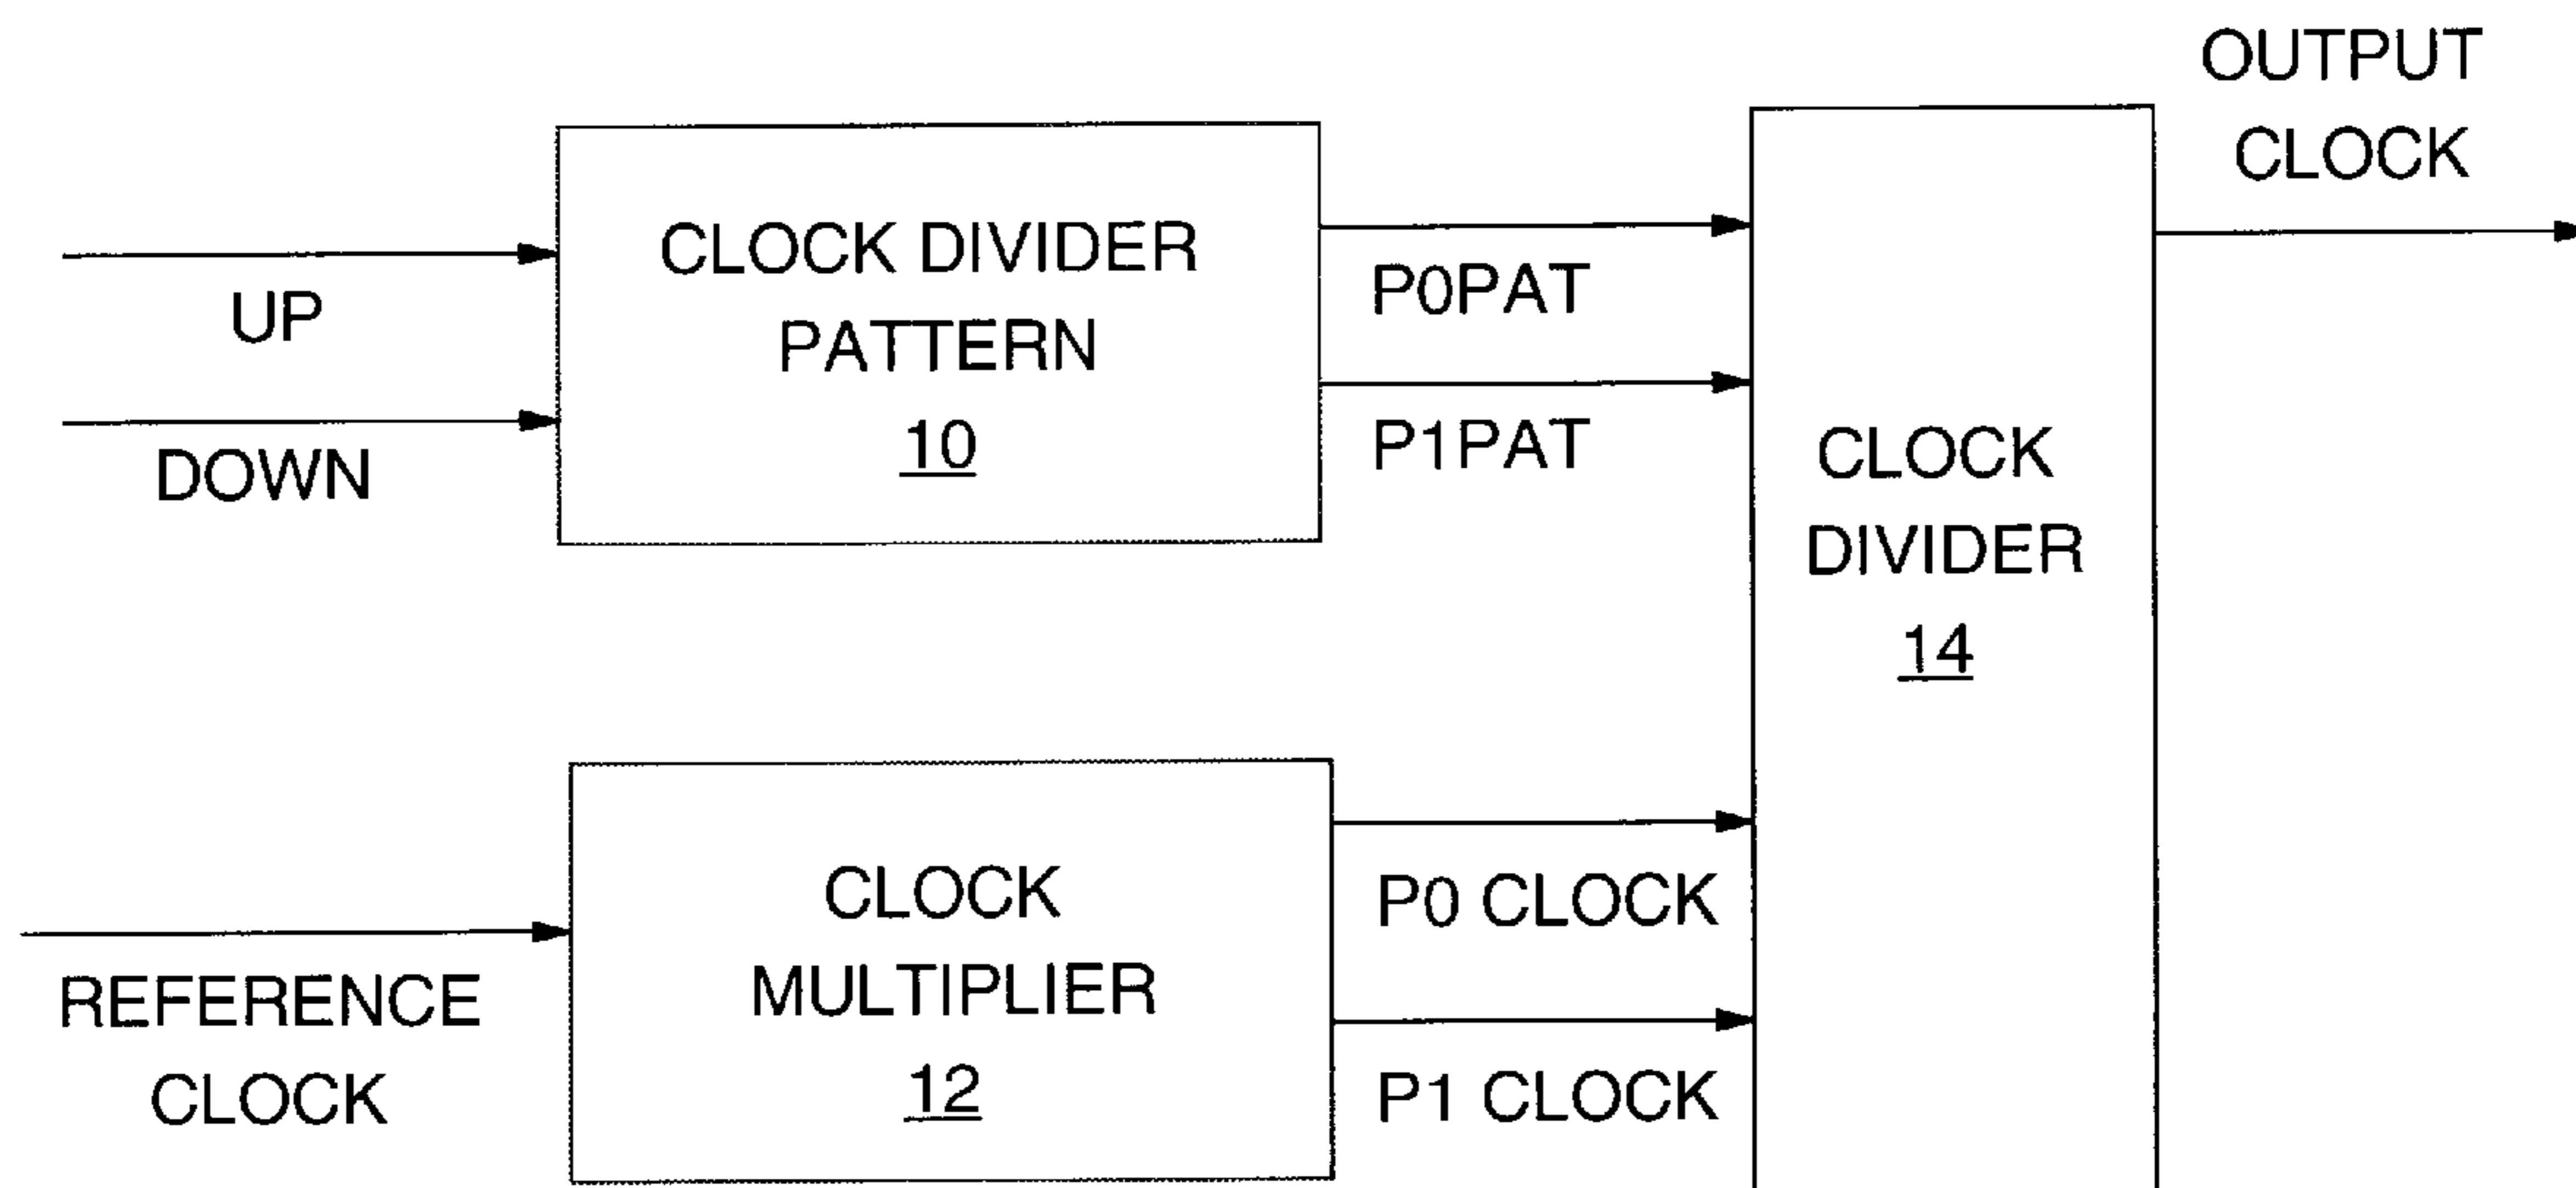 OUTPUT
CLOCK
UP
DOWN
CLOCK DIVIDER
PATTERN
10
P0PAT
P1PAT
CLOCK
DIVIDER
14
REFERENCE
CLOCK
CLOCK
MULTIPLIER
12
P0 CLOCK
P1 CLOCK